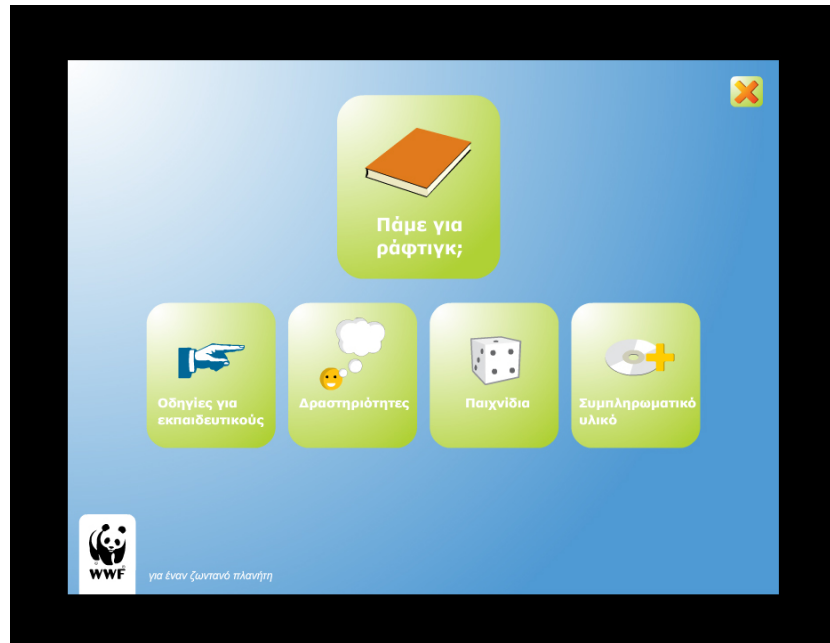 Πάμε για
ράφτιγκ;
Οδηγίες για
εκπαιδευτικούς
Δραστηριότητες
Παιχνίδια
Συμπληρωματικό
υλικό
WWF
για έναν ζωντανό πλανήτη